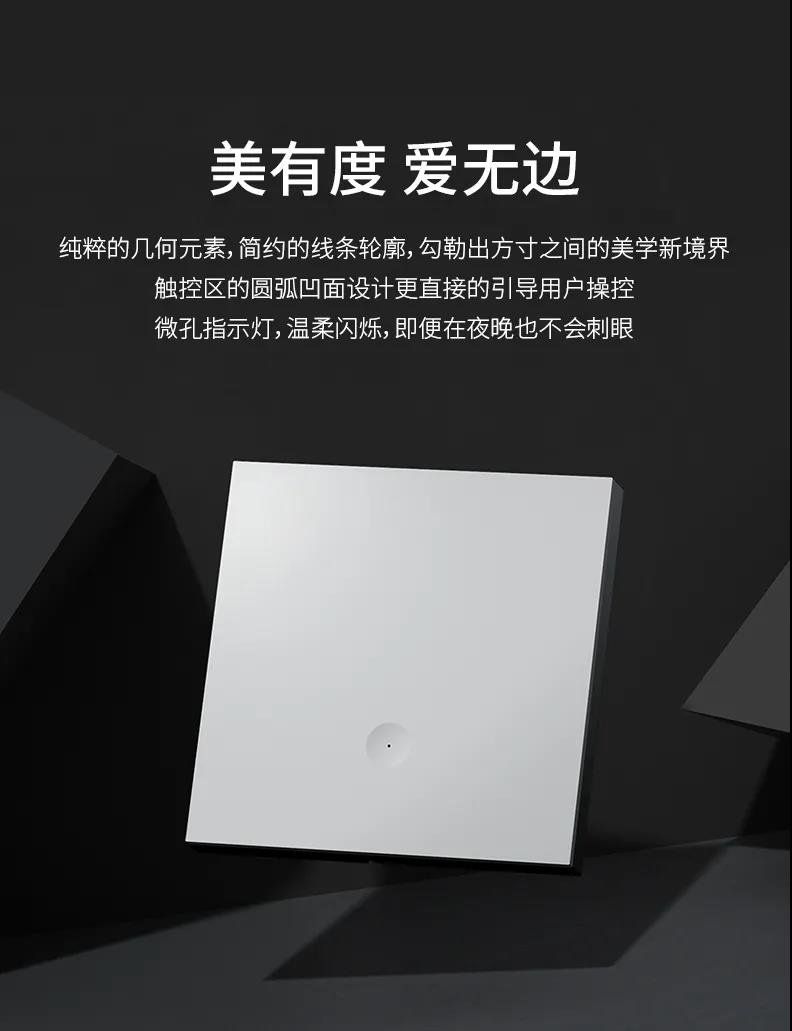 美有度 爱无边
纯粹的几何元素，简约的线条轮廓，勾勒出方寸之间的美学新境界
触控区的圆弧凹面设计更直接的引导用户操控
微孔指示灯，温柔闪烁，即便在夜晚也不会刺眼